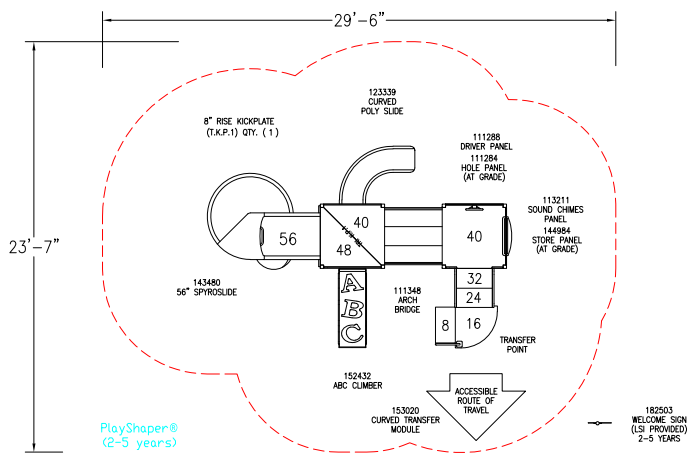 29'-6"
123339
CURVED
POLY SLIDE
8" RISE KICKPLATE
(T.K.P.1) QTY. ( 1 )
111288
DRIVER PANEL
111284
HOLE PANEL
(AT GRADE)
113211
SOUND CHIMES
PANEL
144984
STORE PANEL
(AT GRADE)
23'-7"
56
40
48
40
32
24
16
8
ABC
143480
56" SPYROSLIDE
111348
ARCH
BRIDGE
TRANSFER
POINT
152432
ABC CLIMBER
153020
CURVED TRANSFER
MODULE
ACCESSIBLE
ROUTE OF
TRAVEL
182503
WELCOME SIGN
(LSI PROVIDED)
2-5 YEARS
PlayShaper®
(2-5 years)